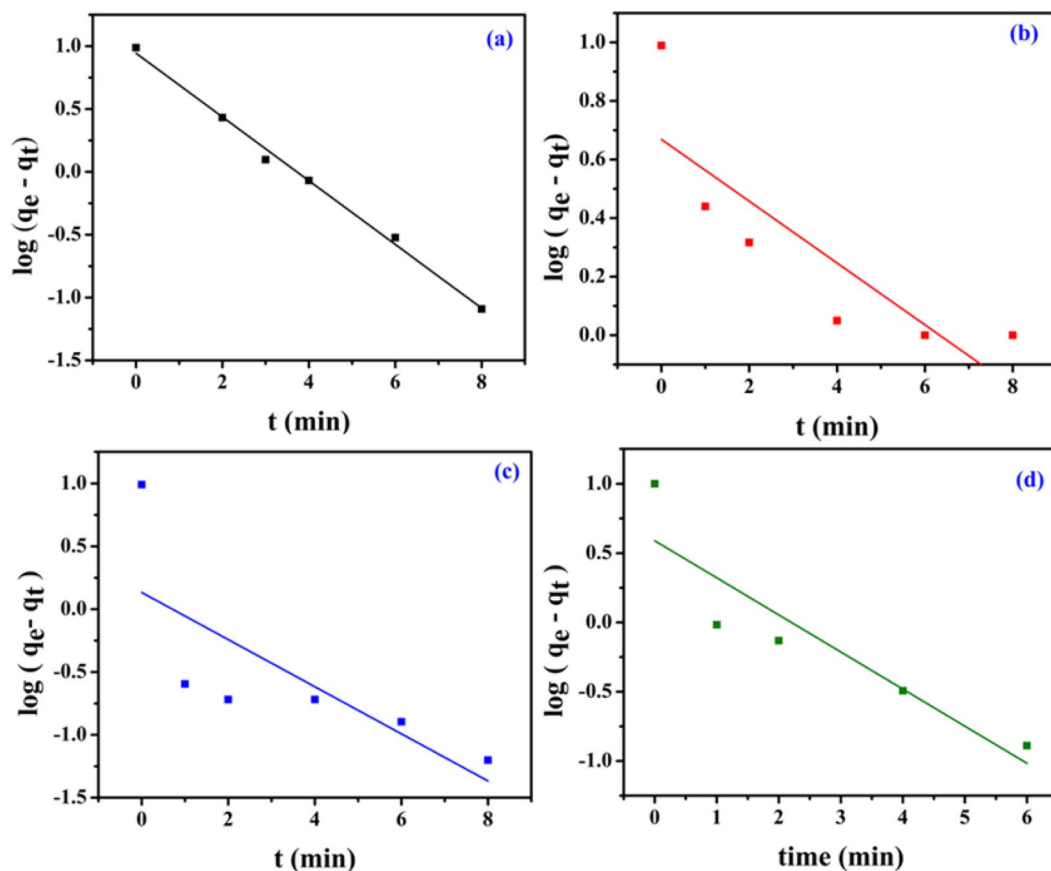 (a)
log (qe - qt)
1.0
0.5
0.0
-0.5
-1.0
-1.5
0 2 4 6 8
t (min)
(b)
log ( qe - qt)
1.0
0.8
0.6
0.4
0.2
0.0
0 2 4 6 8
t (min)
(c)
log ( qe- qt )
1.0
0.5
0.0
-0.5
-1.0
-1.5
0 2 4 6 8
t (min)
(d)
log ( qe - qt )
1.0
0.5
0.0
-0.5
-1.0
0 1 2 3 4 5 6
time (min)